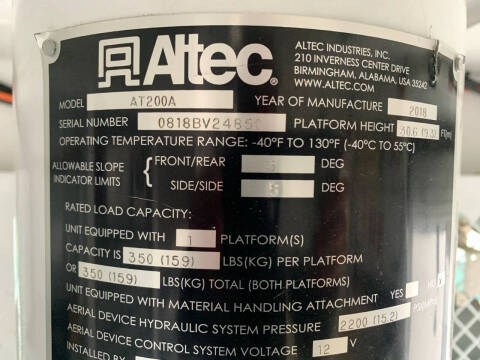 Altec
ALTEC INDUSTRIES, INC.
210 INVERNESS CENTER DRIVE
BIRMINGHAM, ALABAMA, USA 35242
WWW.ALTEC.COM
MODEL AT200A YEAR OF MANUFACTURE 2018
SERIAL NUMBER PLATFORM HEIGHT FT(m)
OPERATING TEMPERATURE RANGE: -40°F TO 130°F (-40°C TO 55°C)
ALLOWABLE SLOPE INDICATOR LIMITS
FRONT/REAR DEG
SIDE/SIDE DEG
RATED LOAD CAPACITY:
UNIT EQUIPPED WITH 1 PLATFORM(S)
CAPACITY IS 350 (159) LBS(KG) PER PLATFORM
OR 350 (159) LBS(KG) TOTAL (BOTH PLATFORMS)
UNIT EQUIPPED WITH MATERIAL HANDLING ATTACHMENT YES
AERIAL DEVICE HYDRAULIC SYSTEM PRESSURE 2200 (15.2)
AERIAL DEVICE CONTROL SYSTEM VOLTAGE 12 V
INSTALLED BY